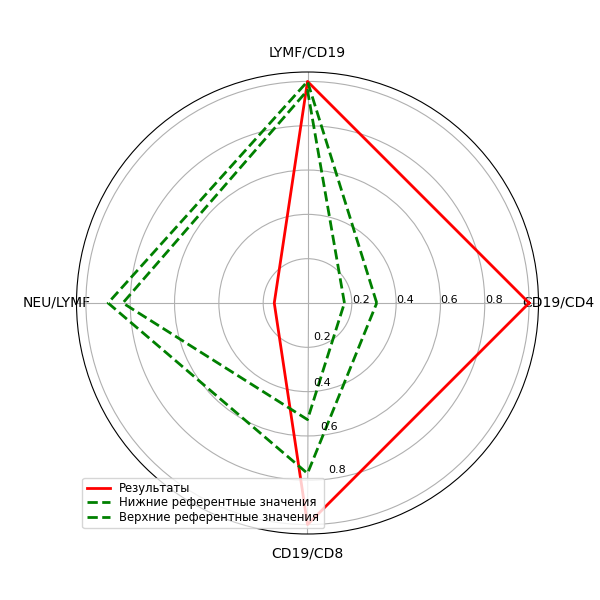 LYMF/CD19
NEU/LYMF
0.2
0.4
0.6
0.8
CD19/CD4
0.2
0.4
0.6
0.8
Результаты
Нижние референтные значения
Верхние референтные значения
CD19/CD8